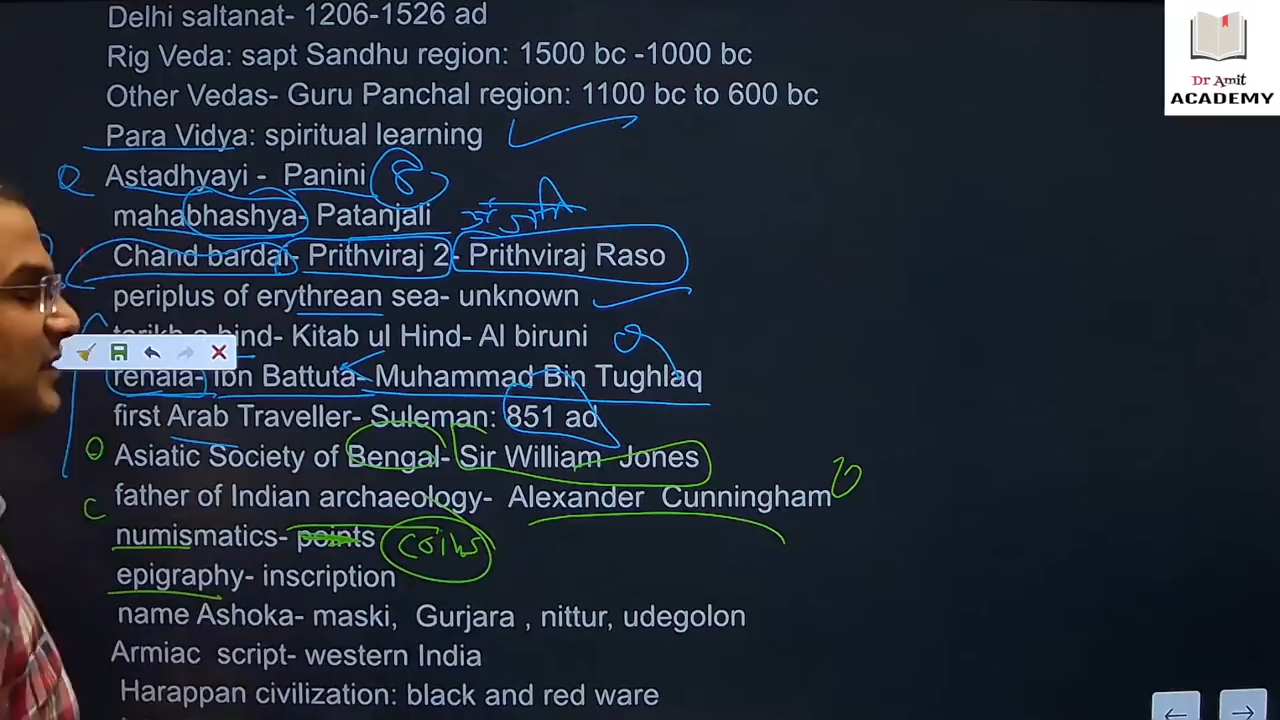 Delhi saltanat- 1206-1526 ad
Rig Veda: sapt Sandhu region: 1500 bc -1000 bc
Other Vedas- Guru Panchal region: 1100 bc to 600 bc
Para Vidya: spiritual learning
Astadhyayi - Panini 8
mahabhashya- Patanjali
Chand bardai- Prithviraj 2- Prithviraj Raso
periplus of erythrean sea- unknown
hind- Kitab ul Hind- Al biruni
rehala- Ibn Battuta- Muhammad Bin Tughlaq
first Arab Traveller- Suleman: 851 ad
Asiatic Society of Bengal- Sir William Jones
father of Indian archaeology- Alexander Cunningham
numismatics- points coins
epigraphy- inscription
name Ashoka- maski, Gurjara , nittur, udegolon
Armiac script- western India
Harappan civilization: black and red ware
Dr Amit
ACADEMY